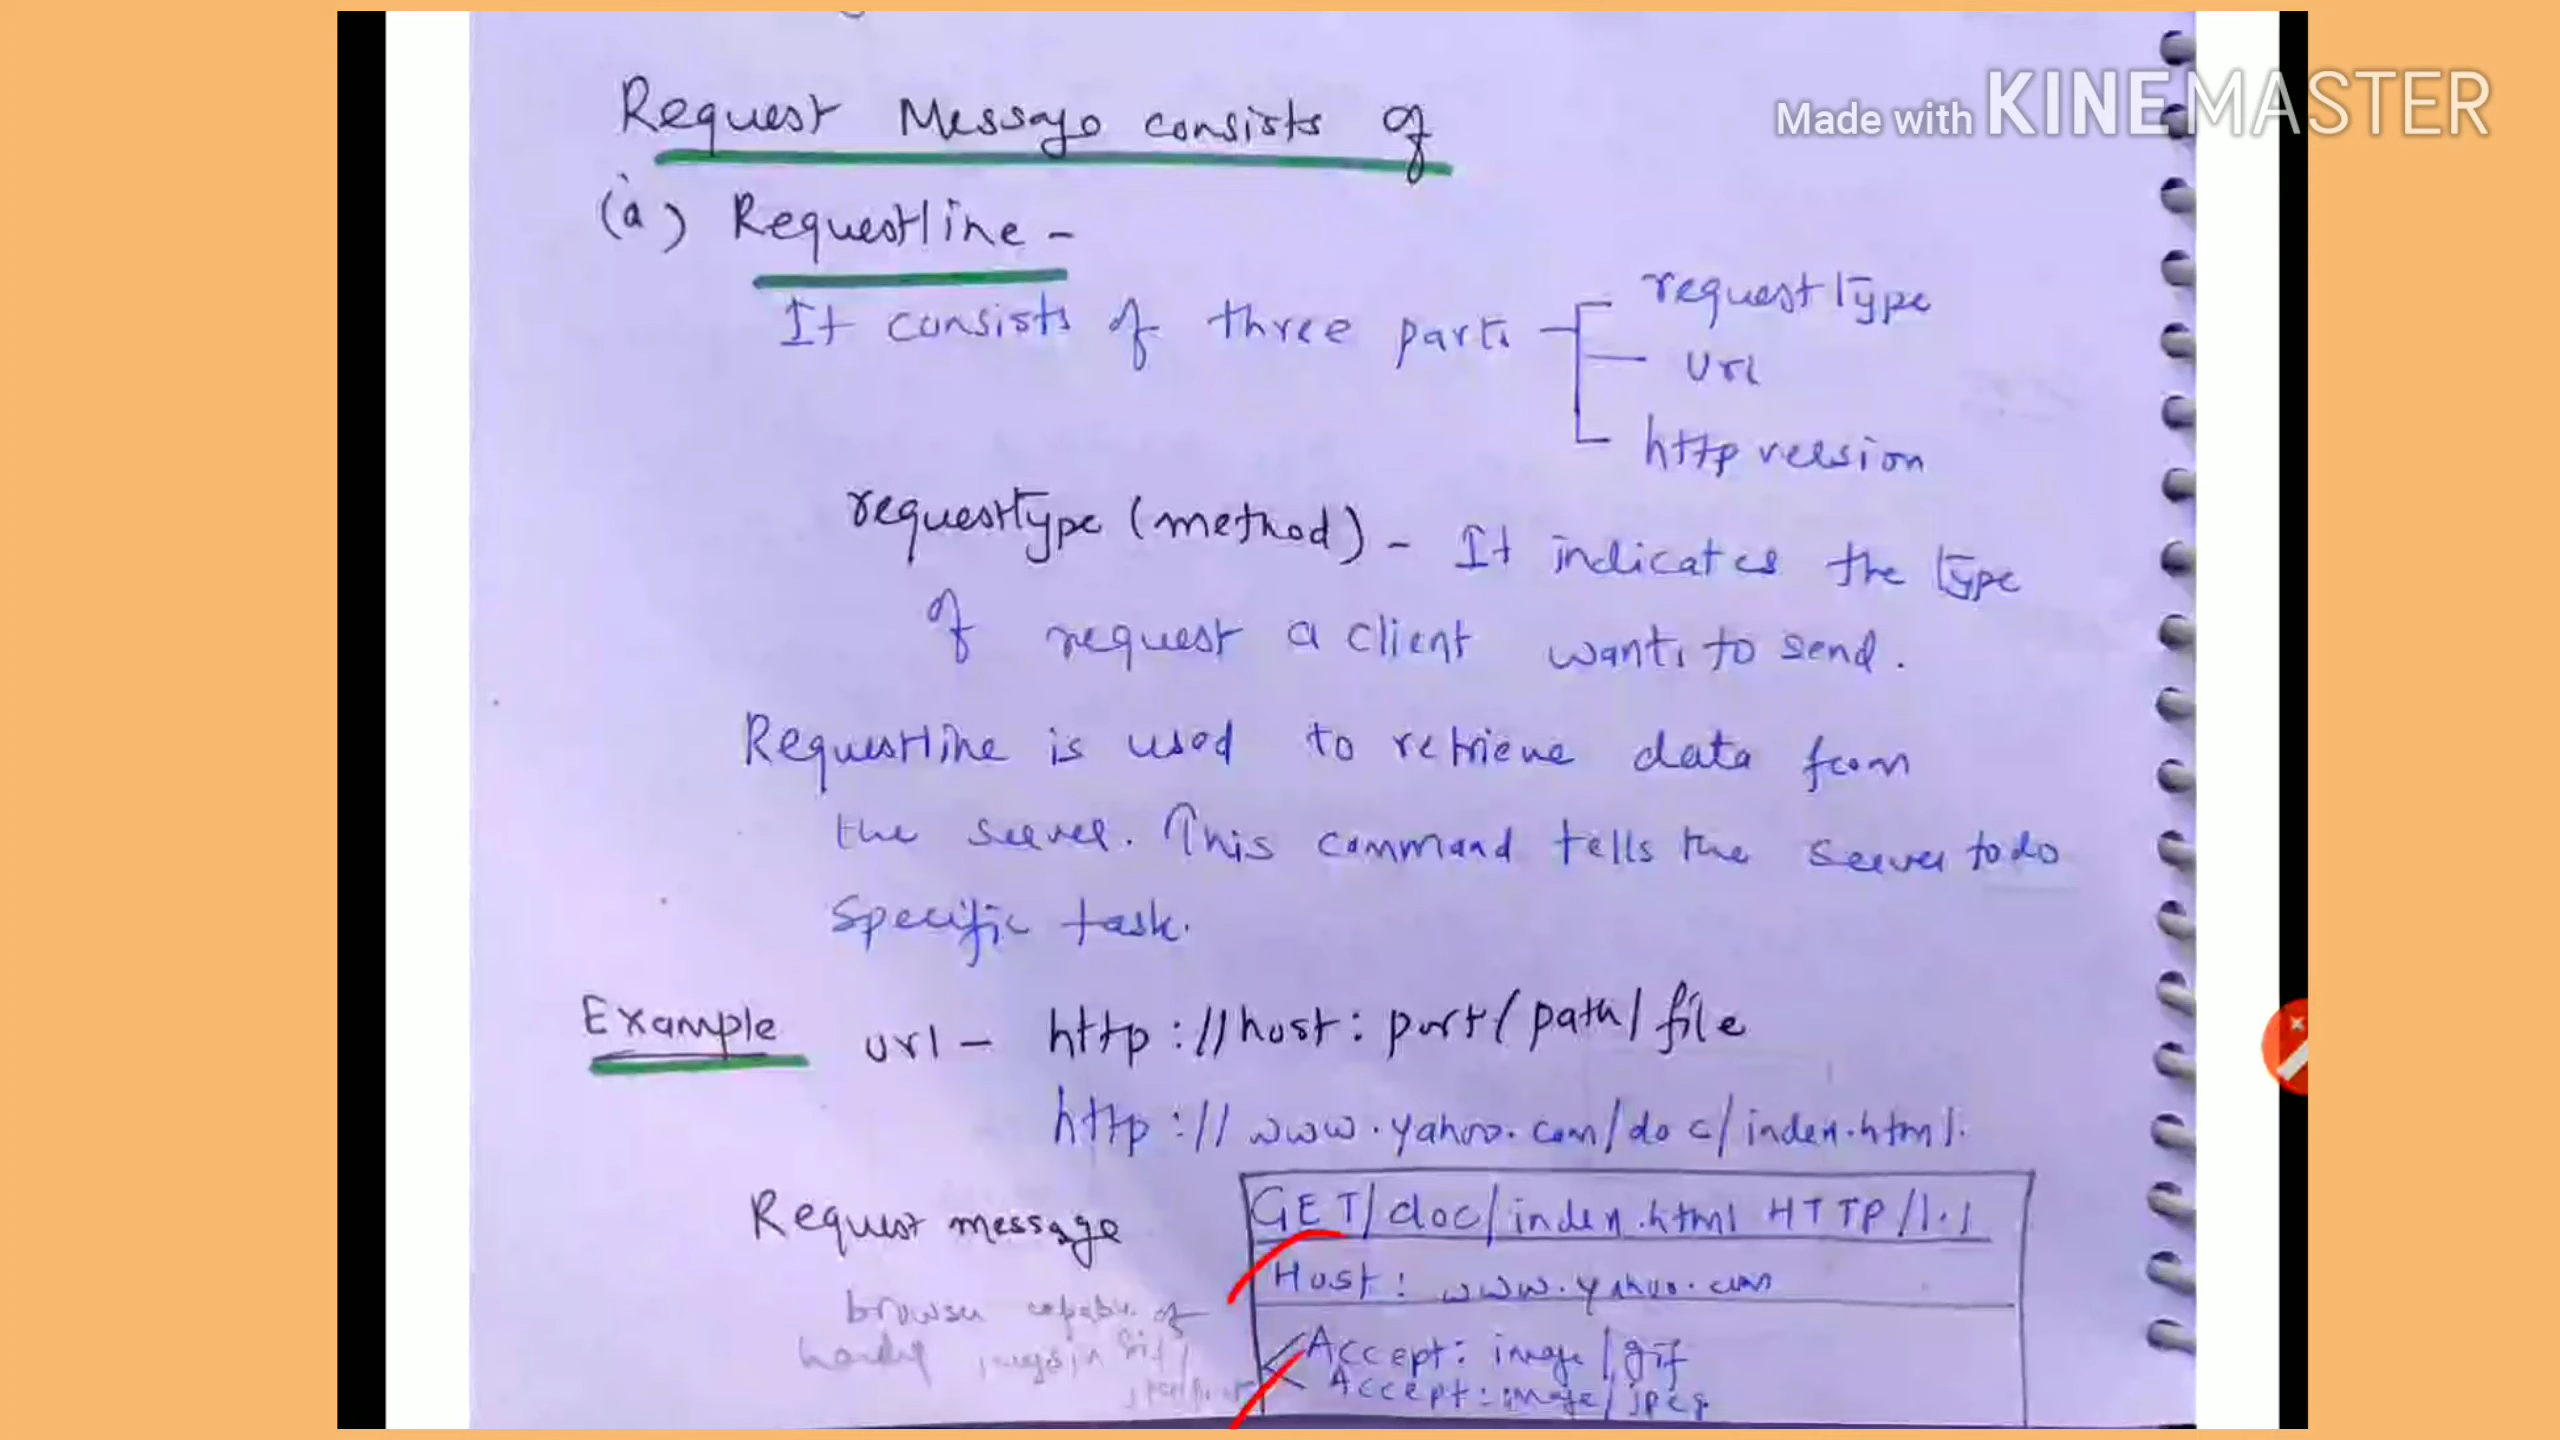 Made with KINEMASTER
Request Message consists of
(a) Requestline -
It consists of three parts
request type
url
http version
requesttype (method) - It indicates the type
of request a client wants to send.
Requestline is used to retrieve data from
the server. This command tells the server to do
specific task.
Example url - http://host:port/path/file
http://www.yahoo.com/doc/index.html.
Request message
GET/doc/index.html HTTP/1.1
Host: www.yahoo.com
browser capable of
Accept: image/gif
Accept: image/jpeg